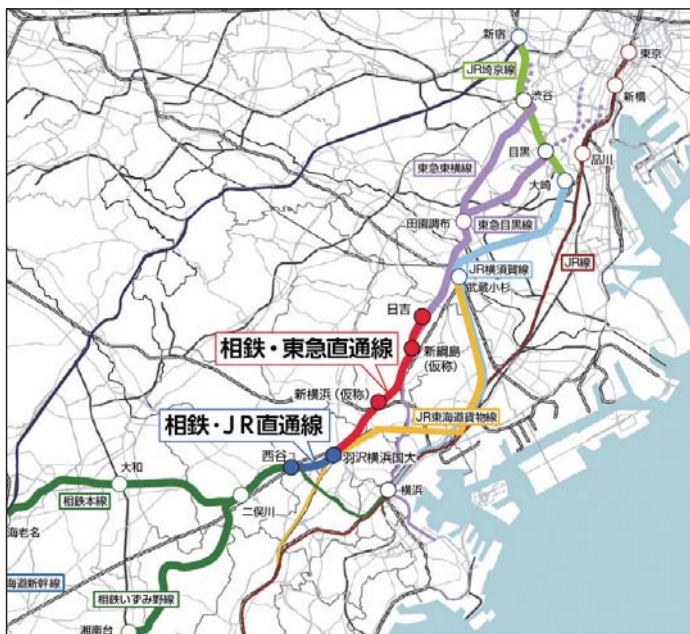 新宿
東京
JR埼京線
新橋
渋谷
目黒
品川
東急東横線
大崎
田園調布
東急目黒線
JR横須賀線
JR線
武蔵小杉
日吉
相鉄・東急直通線
新綱島
(仮称)
新横浜(仮称)
JR東海道貨物線
相鉄・JR直通線
西谷
羽沢横浜国大
大和
横浜
相鉄本線
二俣川
海老名
海道新幹線
相鉄いずみ野線
湘南台